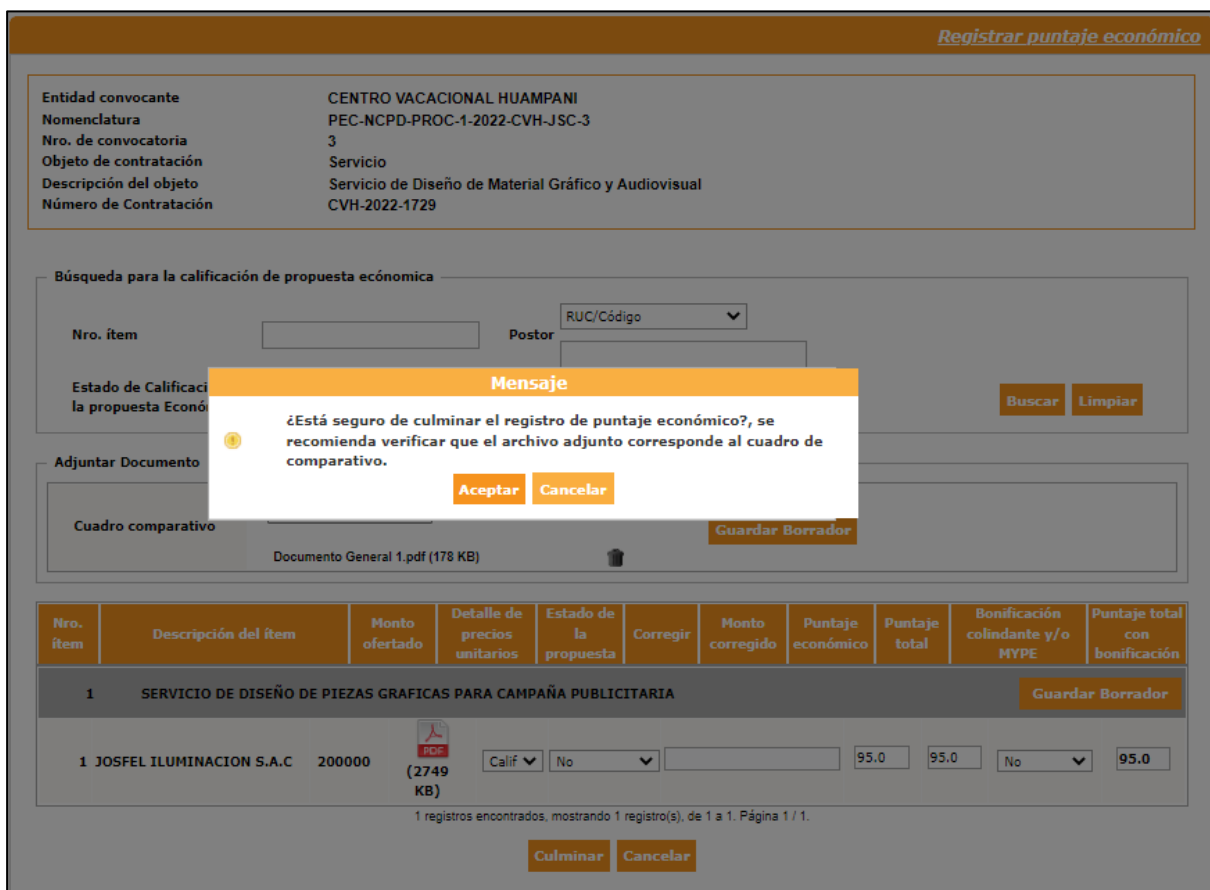 Registrar puntaje económico
Entidad convocante CENTRO VACACIONAL HUAMPANI
Nomenclatura PEC-NCPD-PROC-1-2022-CVH-JSC-3
Nro. de convocatoria 3
Objeto de contratación Servicio
Descripción del objeto Servicio de Diseño de Material Gráfico y Audiovisual
Número de Contratación CVH-2022-1729
Búsqueda para la calificación de propuesta ecónomica
RUC/Código
Nro. ítem Postor
Mensaje
Estado de Calificaci
la propuesta Econó
Buscar Limpiar
¿Está seguro de culminar el registro de puntaje económico?, se
recomienda verificar que el archivo adjunto corresponde al cuadro de
comparativo.
Aceptar Cancelar
Adjuntar Documento
Cuadro comparativo
Guardar Borrador
Documento General 1.pdf (178 KB)
Nro. ítem Descripción del ítem Monto ofertado Detalle de precios unitarios Estado de la propuesta Corregir Monto corregido Puntaje económico Puntaje total Bonificación colindante y/o MYPE Puntaje total con bonificación
1 SERVICIO DE DISEÑO DE PIEZAS GRAFICAS PARA CAMPAÑA PUBLICITARIA Guardar Borrador
1 JOSFEL ILUMINACION S.A.C 200000 PDF (2749 KB) Calif No 95.0 95.0 No 95.0
1 registros encontrados, mostrando 1 registro(s), de 1 a 1. Página 1 / 1.
Culminar Cancelar